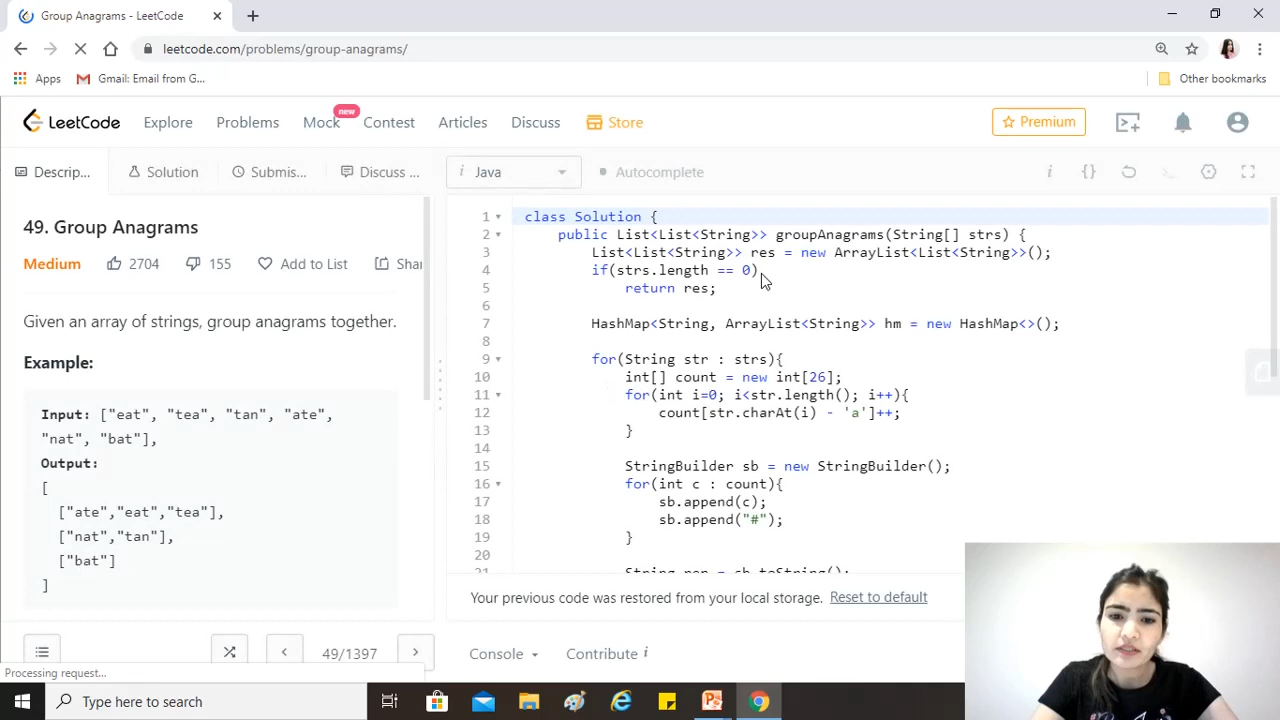 Group Anagrams - LeetCode
leetcode.com/problems/group-anagrams/
Apps
Gmail: Email from G...
Other bookmarks
LeetCode
Explore
Problems
Mock
new
Contest
Articles
Discuss
Store
Premium
Descrip...
Solution
Submis...
Discuss ...
i Java
Autocomplete
49. Group Anagrams
Medium
2704
155
Add to List
Shar
Given an array of strings, group anagrams together.
Example:
Input: ["eat", "tea", "tan", "ate",
"nat", "bat"],
Output:
[
["ate","eat","tea"],
["nat","tan"],
["bat"]
]
1 class Solution {
2 public List<List<String>> groupAnagrams(String[] strs) {
3 List<List<String>> res = new ArrayList<List<String>>();
4 if(strs.length == 0)
5 return res;
6
7 HashMap<String, ArrayList<String>> hm = new HashMap<>();
8
9 for(String str : strs){
10 int[] count = new int[26];
11 for(int i=0; i<str.length(); i++){
12 count[str.charAt(i) - 'a']++;
13 }
14
15 StringBuilder sb = new StringBuilder();
16 for(int c : count){
17 sb.append(c);
18 sb.append("#");
19 }
20
21 String rep = sb.toString();
Your previous code was restored from your local storage. Reset to default
49/1397
Console
Contribute i
Processing request...
Type here to search